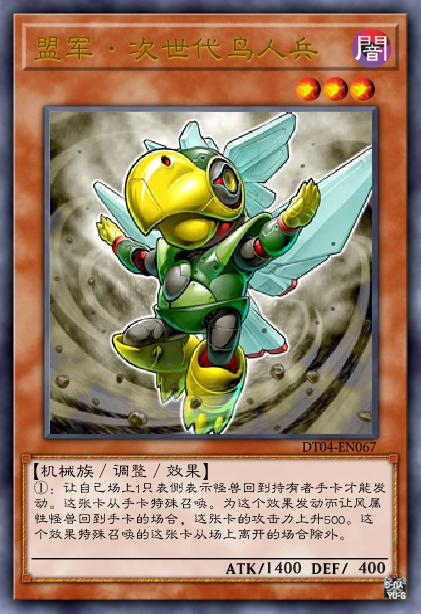 盟军·次世代鸟人兵
闇
DT04-EN067
【机械族／调整／效果】
①：让自己场上1只表侧表示怪兽回到持有者手卡才能发
动。这张卡从手卡特殊召唤。为这个效果发动而让风属
性怪兽回到手卡的场合，这张卡的攻击力上升500。这
个效果特殊召唤的这张卡从场上离开的场合除外。
ATK/1400 DEF/ 400